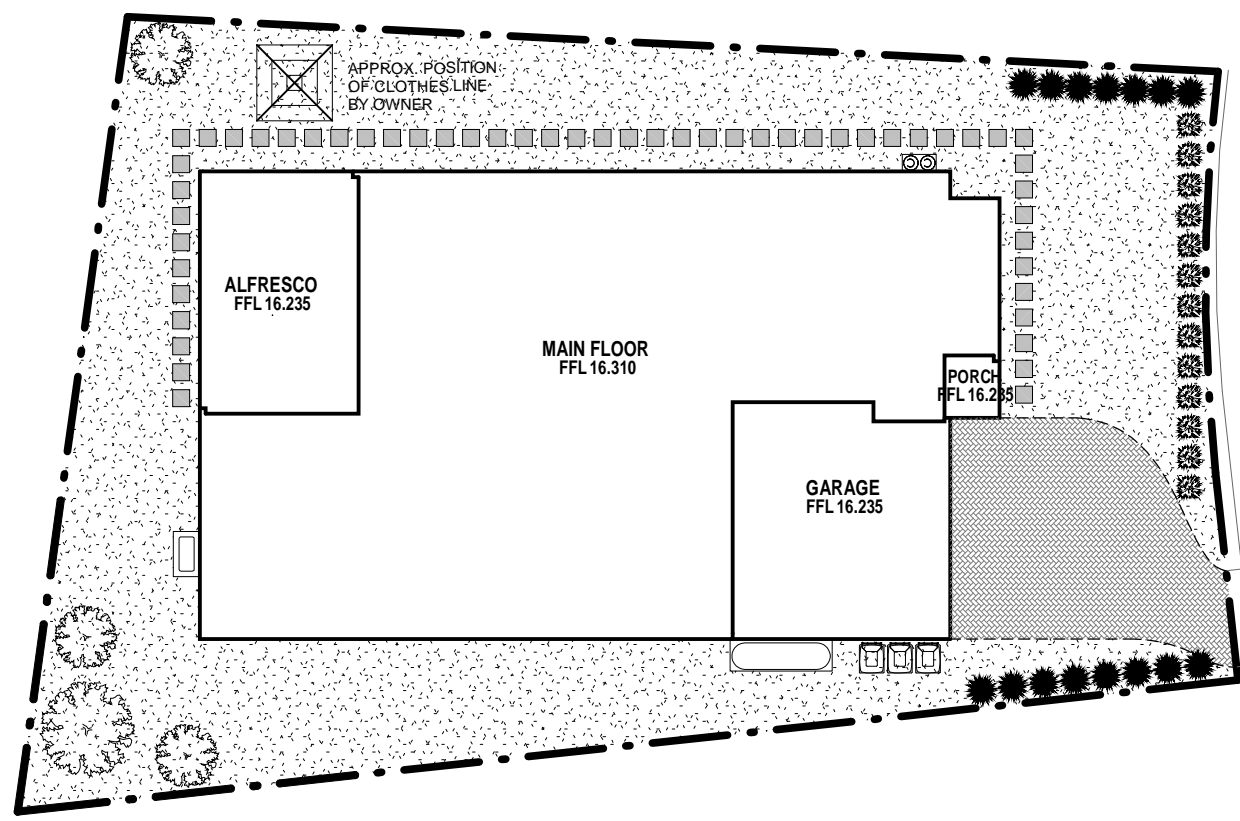 APPROX. POSITION
OF CLOTHES LINE
BY OWNER
ALFRESCO
FFL 16.235
MAIN FLOOR
FFL 16.310
PORCH
FFL 16.235
GARAGE
FFL 16.235